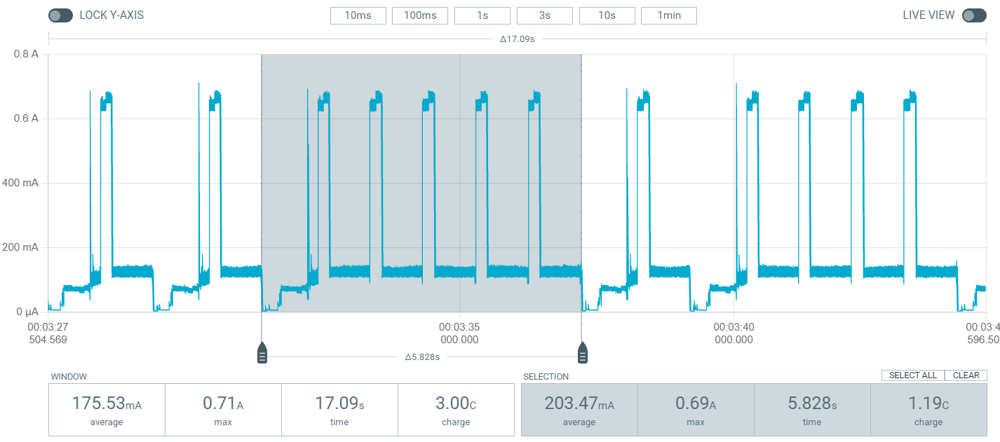 LOCK Y-AXIS 10ms 100ms 1s 3s 10s 1min LIVE VIEW
Δ17.09s
0.8 A
0.6 A
400 mA
200 mA
0 µA
00:03:27 00:03:35 00:03:40 00:03:4
504.569 000.000 000.000 596.50
Δ5.828s
WINDOW SELECTION SELECT ALL CLEAR
175.53mA 0.71A 17.09s 3.00C 203.47mA 0.69A 5.828s 1.19C
average max time charge average max time charge